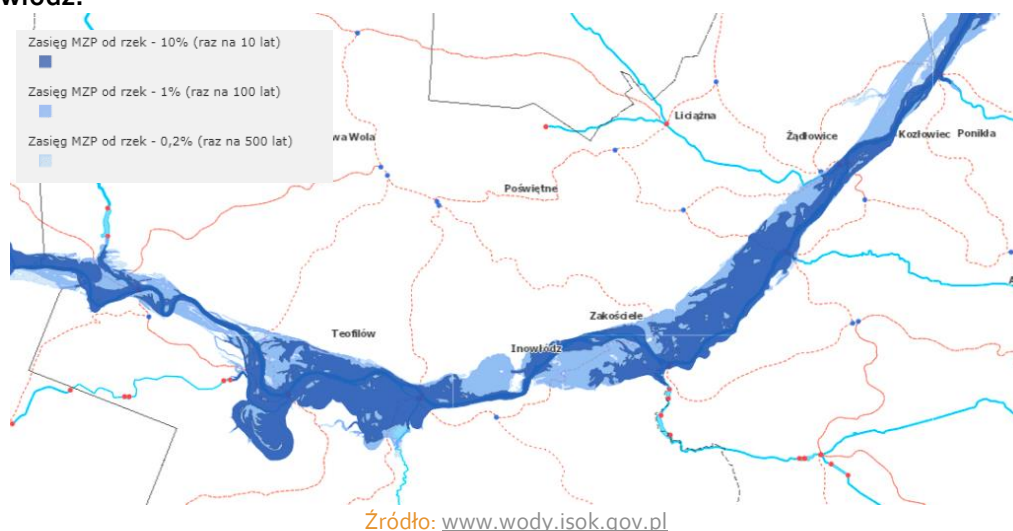 Zasięg MZP od rzek - 10% (raz na 10 lat)
Zasięg MZP od rzek - 1% (raz na 100 lat)
Zasięg MZP od rzek - 0,2% (raz na 500 lat)
Liciążna
wa Wola
Żądłowice
Kozłowiec
Ponikła
Poświętne
Zakościele
Teofilów
Inowłódz
Źródło: www.wody.isok.gov.pl